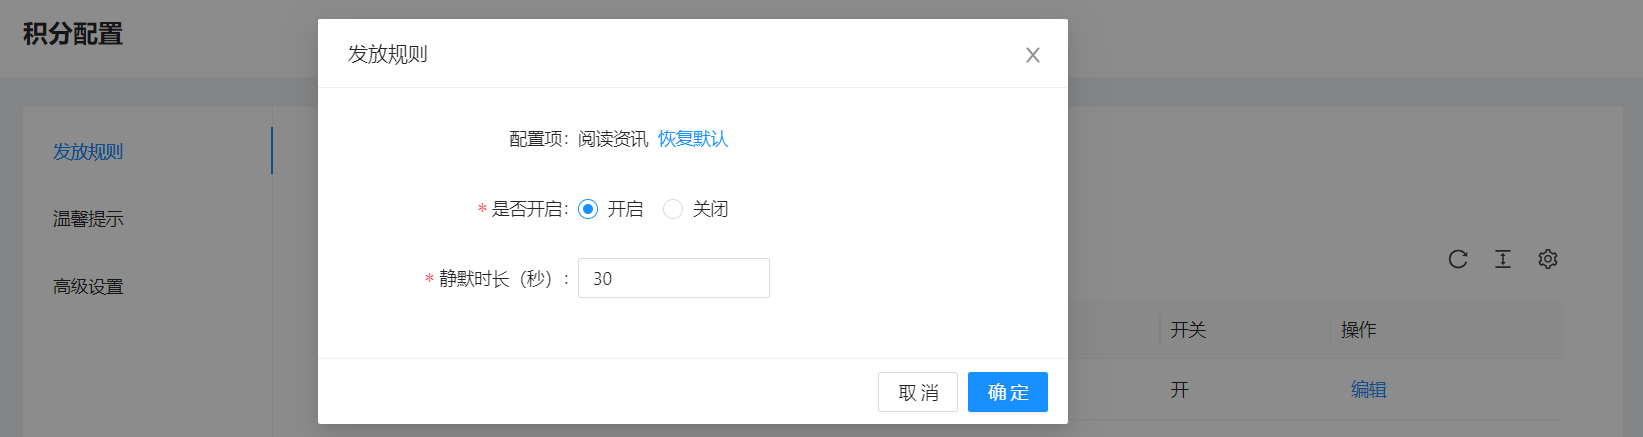 积分配置
发放规则
温馨提示
高级设置
发放规则
配置项：阅读资讯 恢复默认
* 是否开启： 开启 关闭
* 静默时长（秒）： 30
取 消 确 定
开关 操作
开 编辑